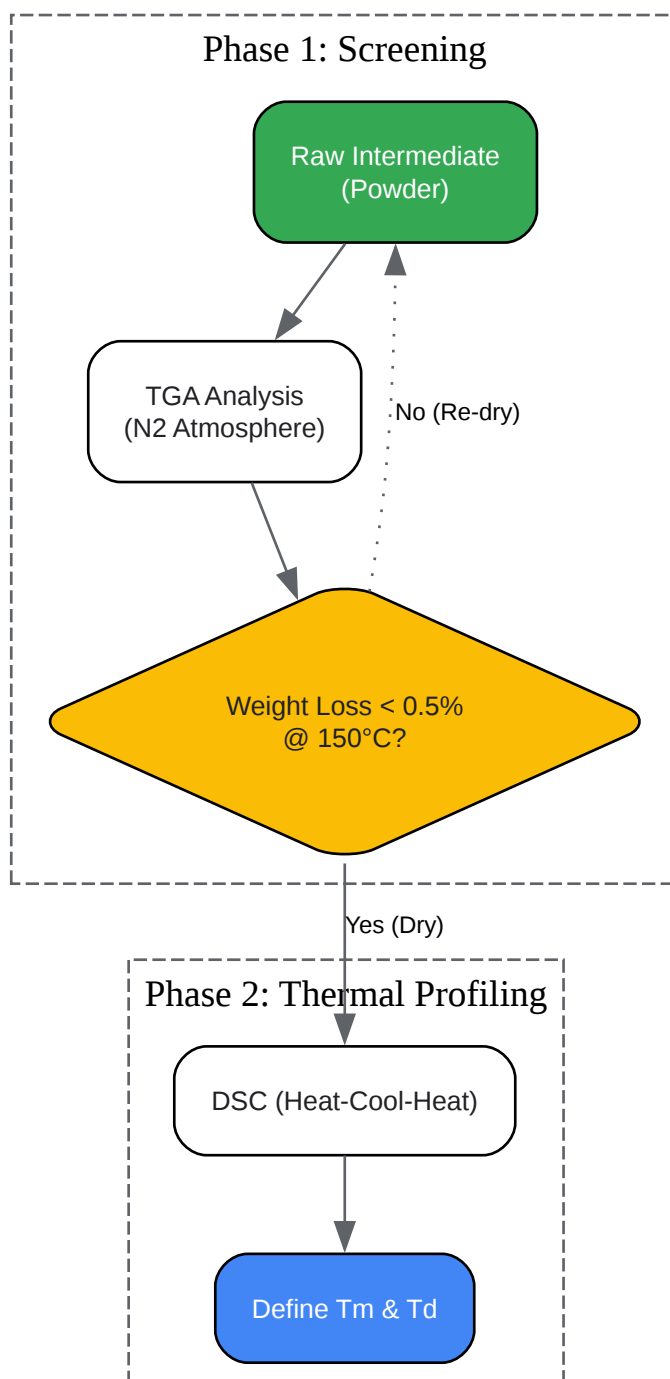 Phase 1: Screening
Raw Intermediate
(Powder)
TGA Analysis
(N2 Atmosphere)
No (Re-dry)
Weight Loss < 0.5%
@ 150°C?
Yes (Dry)
Phase 2: Thermal Profiling
DSC (Heat-Cool-Heat)
Define Tm & Td